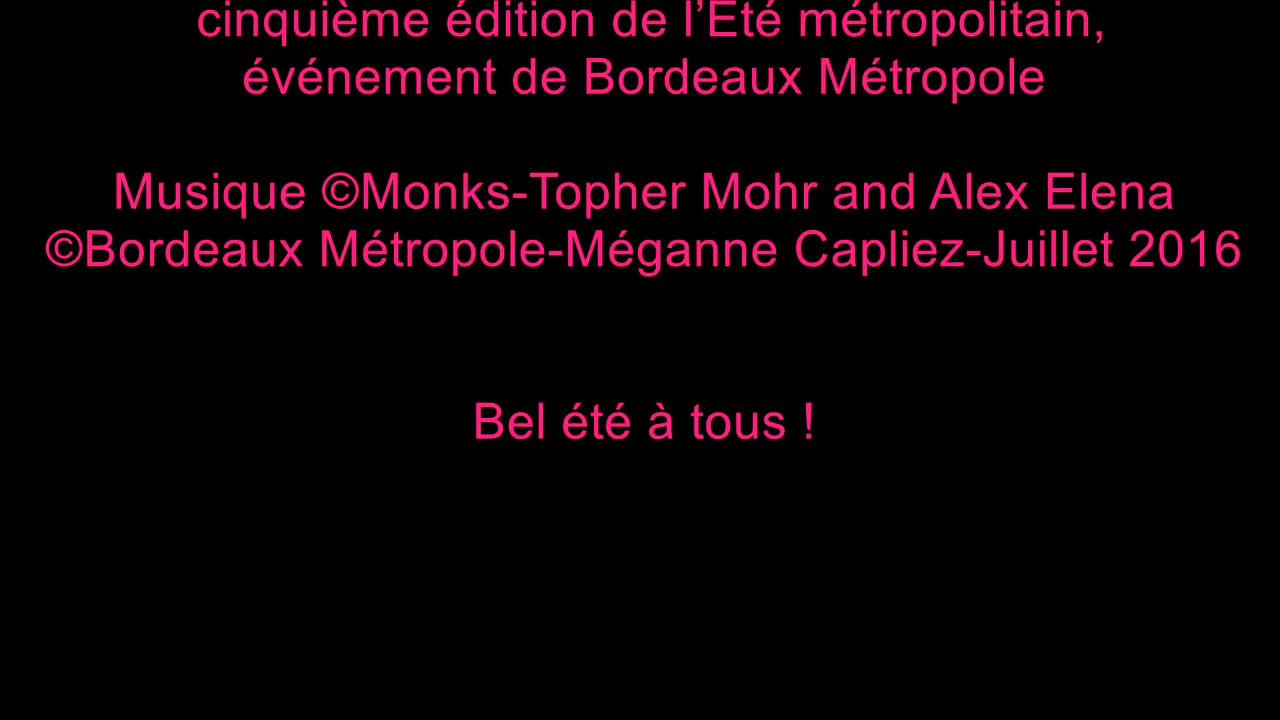 cinquième édition de l’Eté métropolitain,
événement de Bordeaux Métropole
Musique ©Monks-Topher Mohr and Alex Elena
©Bordeaux Métropole-Méganne Capliez-Juillet 2016
Bel été à tous !